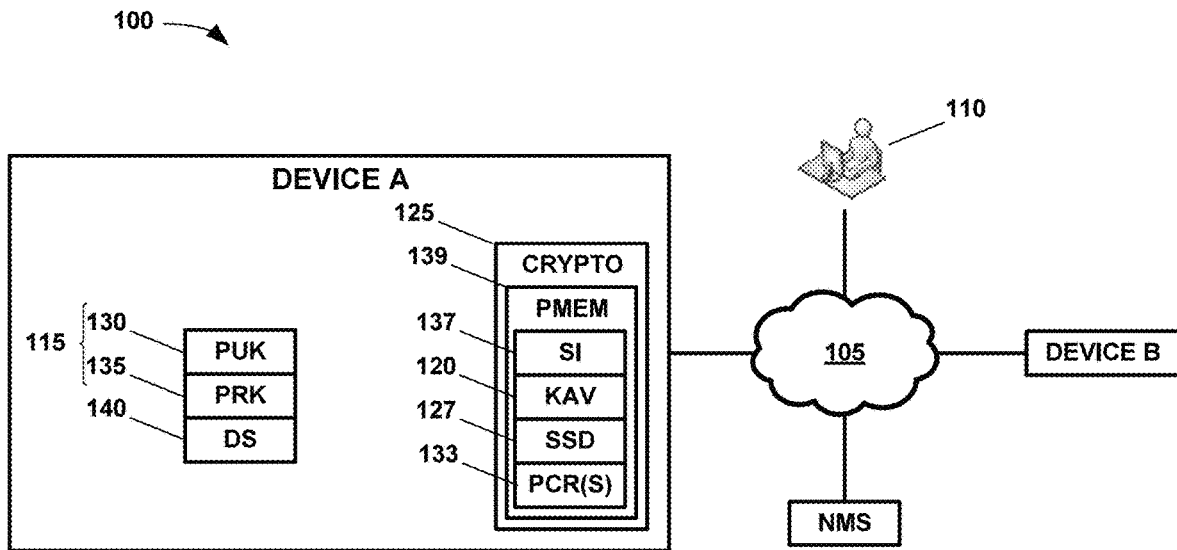 100
110
DEVICE A
125
CRYPTO
139
PMEM
115
130
PUK
137
SI
135
PRK
120
KAV
105
DEVICE B
140
DS
127
SSD
133
PCR(S)
NMS